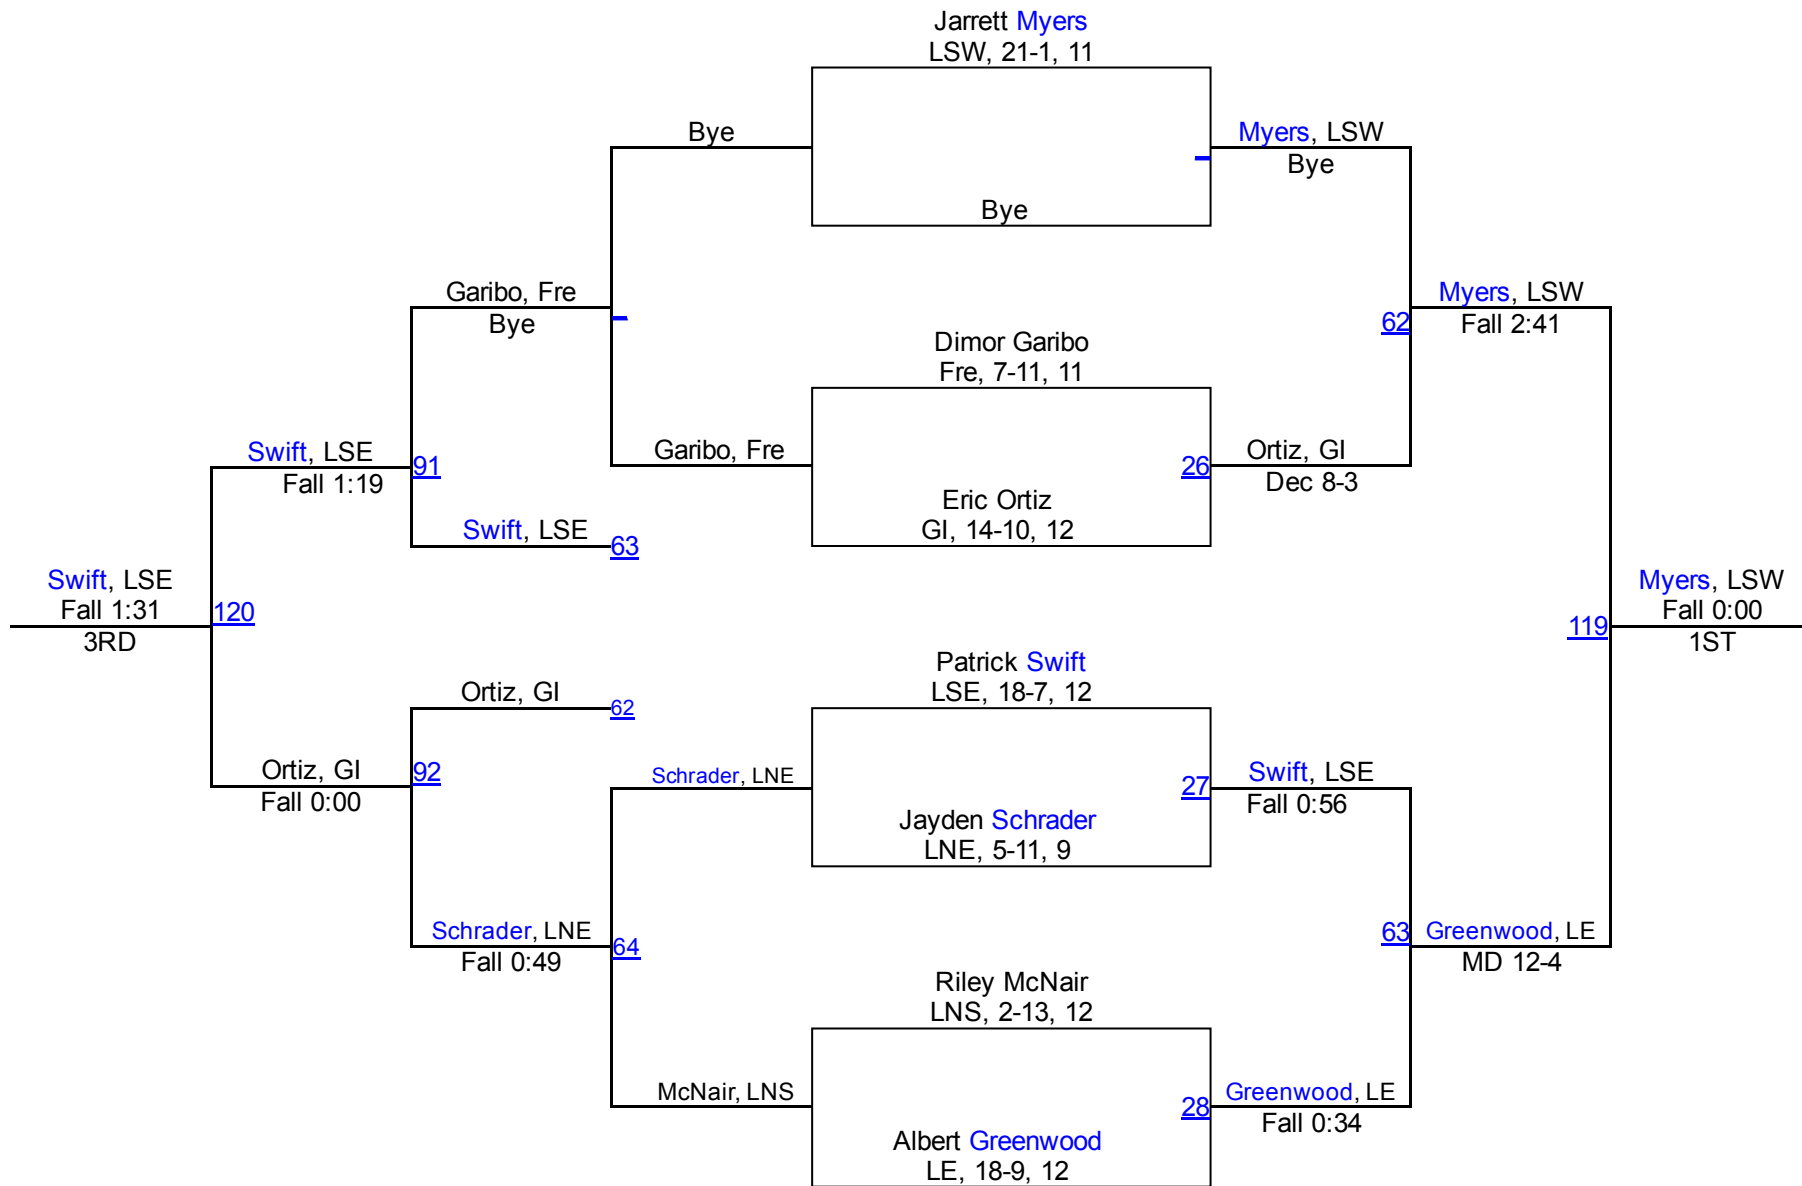 Jarrett Myers
LSW, 21-1, 11
Bye
Myers, LSW
Bye
Bye
Garibo, Fre
Bye
Myers, LSW
Fall 2:41
62
Dimor Garibo
Fre, 7-11, 11
Swift, LSE
Fall 1:19
91
Garibo, Fre
26
Ortiz, GI
Dec 8-3
Eric Ortiz
GI, 14-10, 12
Swift, LSE
63
Swift, LSE
Fall 1:31
3RD
120
119
Myers, LSW
Fall 0:00
1ST
Patrick Swift
LSE, 18-7, 12
Ortiz, GI
62
Ortiz, GI
Fall 0:00
92
Schrader, LNE
27
Swift, LSE
Fall 0:56
Jayden Schrader
LNE, 5-11, 9
Schrader, LNE
Fall 0:49
64
63
Greenwood, LE
MD 12-4
Riley McNair
LNS, 2-13, 12
McNair, LNS
28
Greenwood, LE
Fall 0:34
Albert Greenwood
LE, 18-9, 12